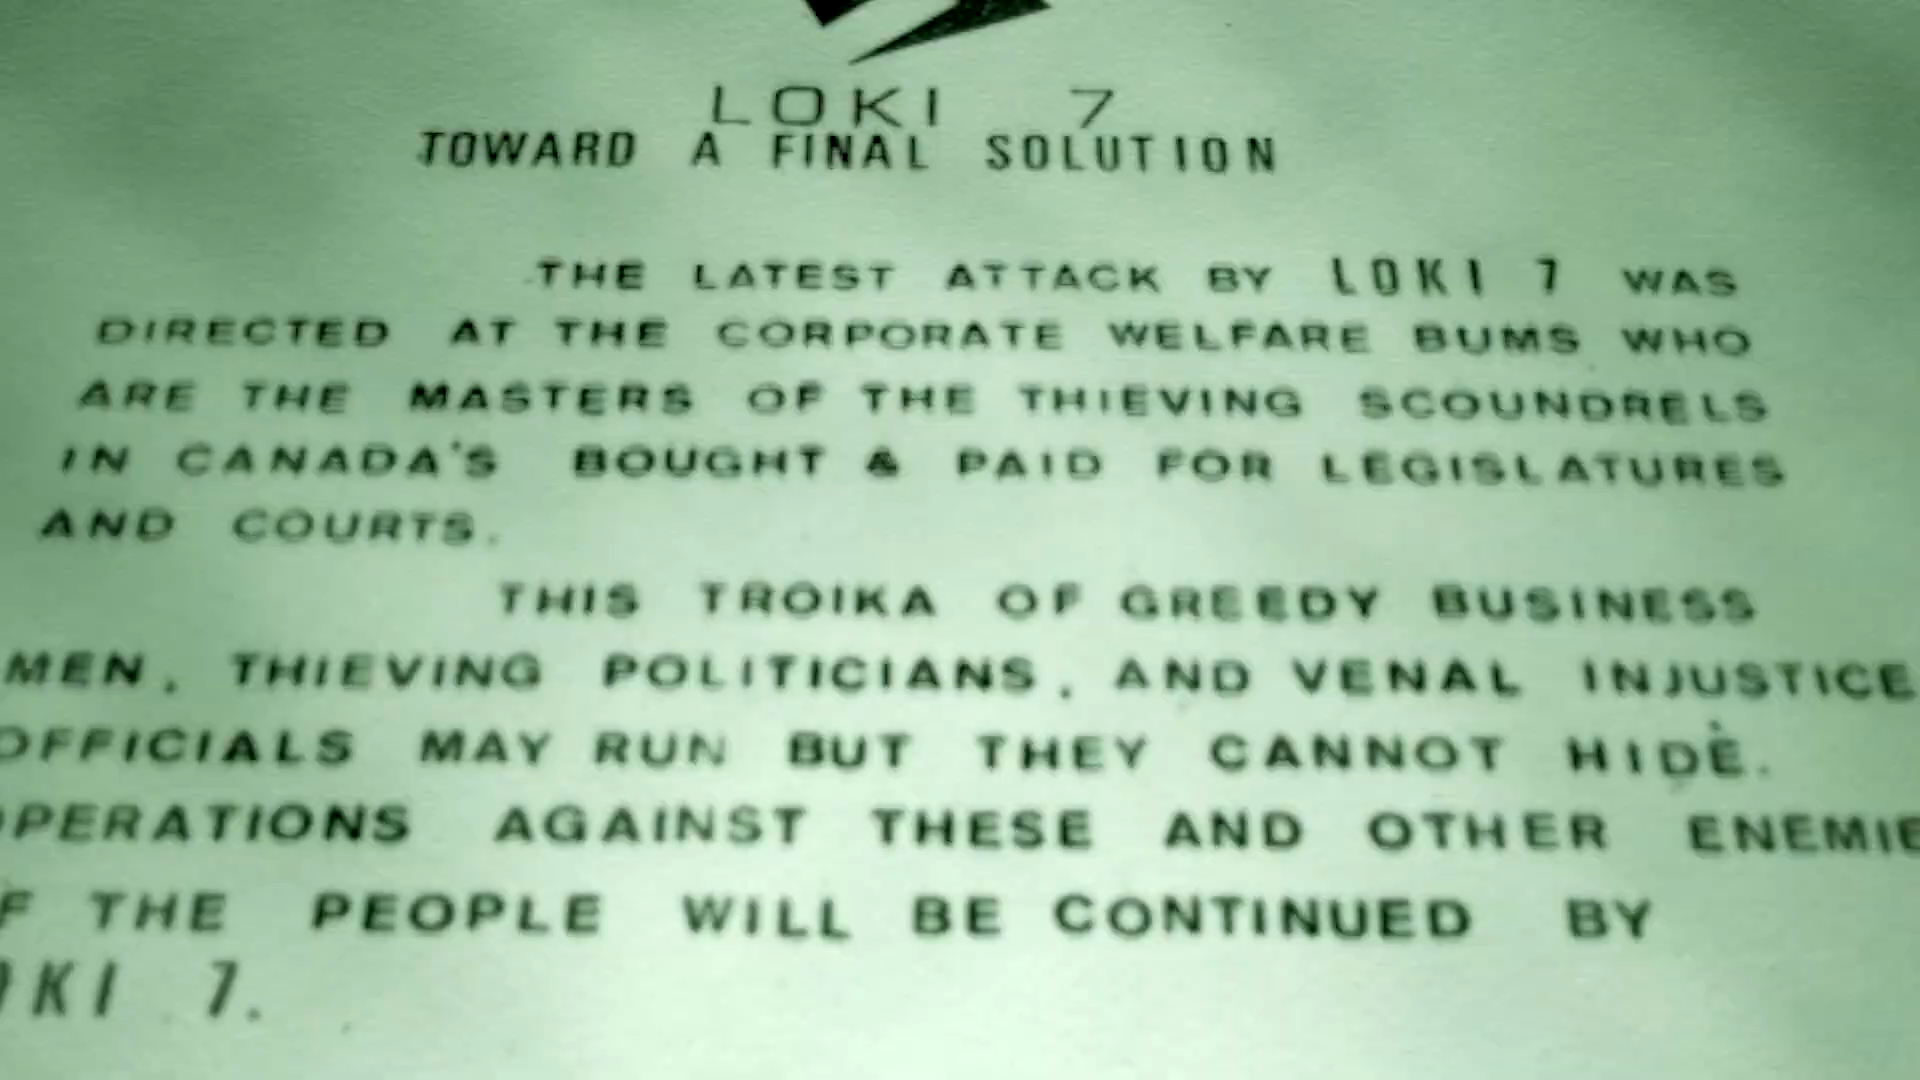 LOKI 7
TOWARD A FINAL SOLUTION
THE LATEST ATTACK BY LOKI 7 WAS
DIRECTED AT THE CORPORATE WELFARE BUMS WHO
ARE THE MASTERS OF THE THIEVING SCOUNDRELS
IN CANADA'S BOUGHT & PAID FOR LEGISLATURES
AND COURTS.
THIS TROIKA OF GREEDY BUSINESS
MEN, THIEVING POLITICIANS, AND VENAL INJUSTICE
OFFICIALS MAY RUN BUT THEY CANNOT HIDE.
OPERATIONS AGAINST THESE AND OTHER ENEMIE
F THE PEOPLE WILL BE CONTINUED BY
OKI 7.